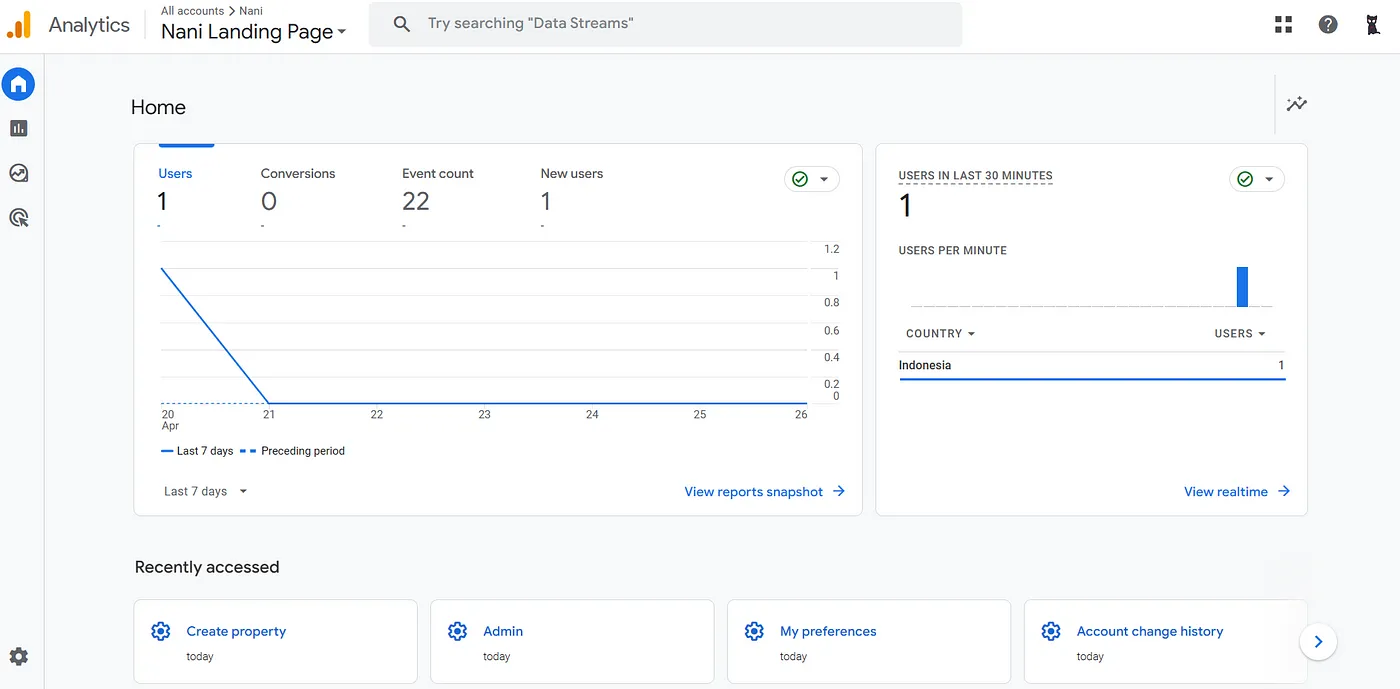 Analytics
All accounts > Nani
Nani Landing Page
Try searching "Data Streams"
Home
Users
1
-
Conversions
0
-
Event count
22
-
New users
1
-
1.2
1
0.8
0.6
0.4
0.2
0
20
Apr
21
22
23
24
25
26
Last 7 days
Preceding period
Last 7 days
View reports snapshot
USERS IN LAST 30 MINUTES
1
USERS PER MINUTE
COUNTRY
USERS
Indonesia
1
View realtime
Recently accessed
Create property
today
Admin
today
My preferences
today
Account change history
today